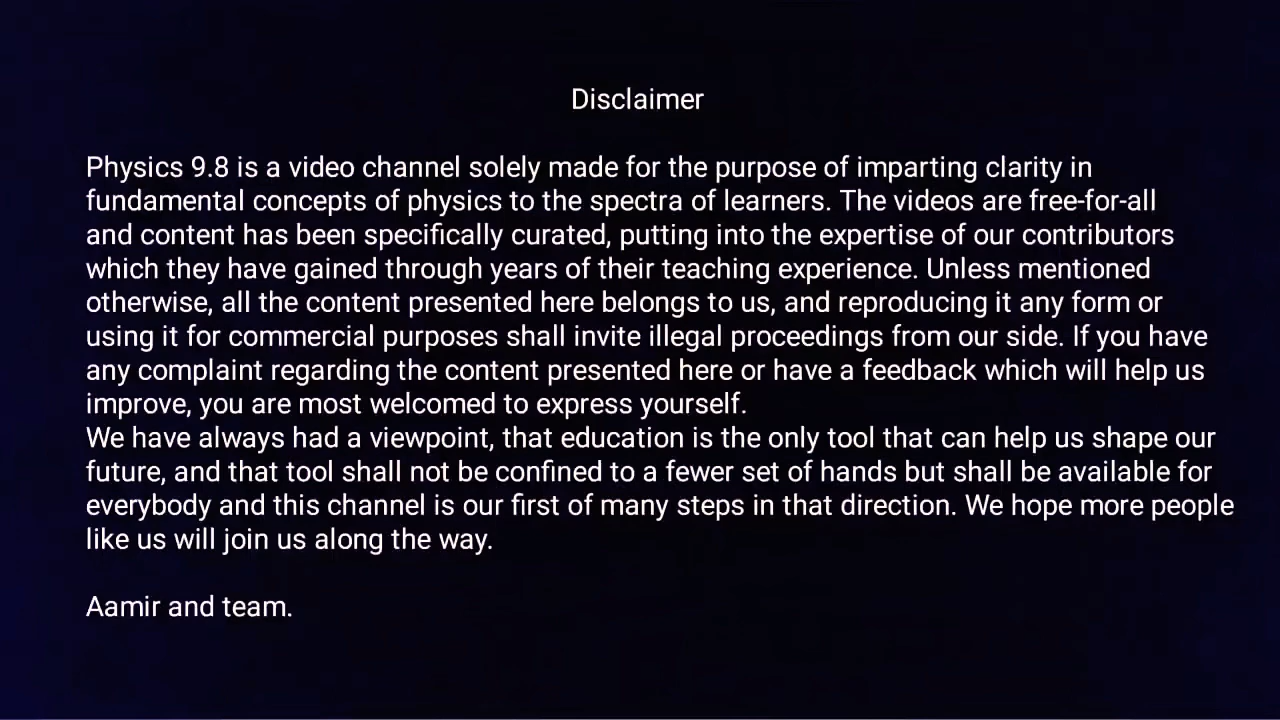 Disclaimer
Physics 9.8 is a video channel solely made for the purpose of imparting clarity in
fundamental concepts of physics to the spectra of learners. The videos are free-for-all
and content has been specifically curated, putting into the expertise of our contributors
which they have gained through years of their teaching experience. Unless mentioned
otherwise, all the content presented here belongs to us, and reproducing it any form or
using it for commercial purposes shall invite illegal proceedings from our side. If you have
any complaint regarding the content presented here or have a feedback which will help us
improve, you are most welcomed to express yourself.
We have always had a viewpoint, that education is the only tool that can help us shape our
future, and that tool shall not be confined to a fewer set of hands but shall be available for
everybody and this channel is our first of many steps in that direction. We hope more people
like us will join us along the way.
Aamir and team.